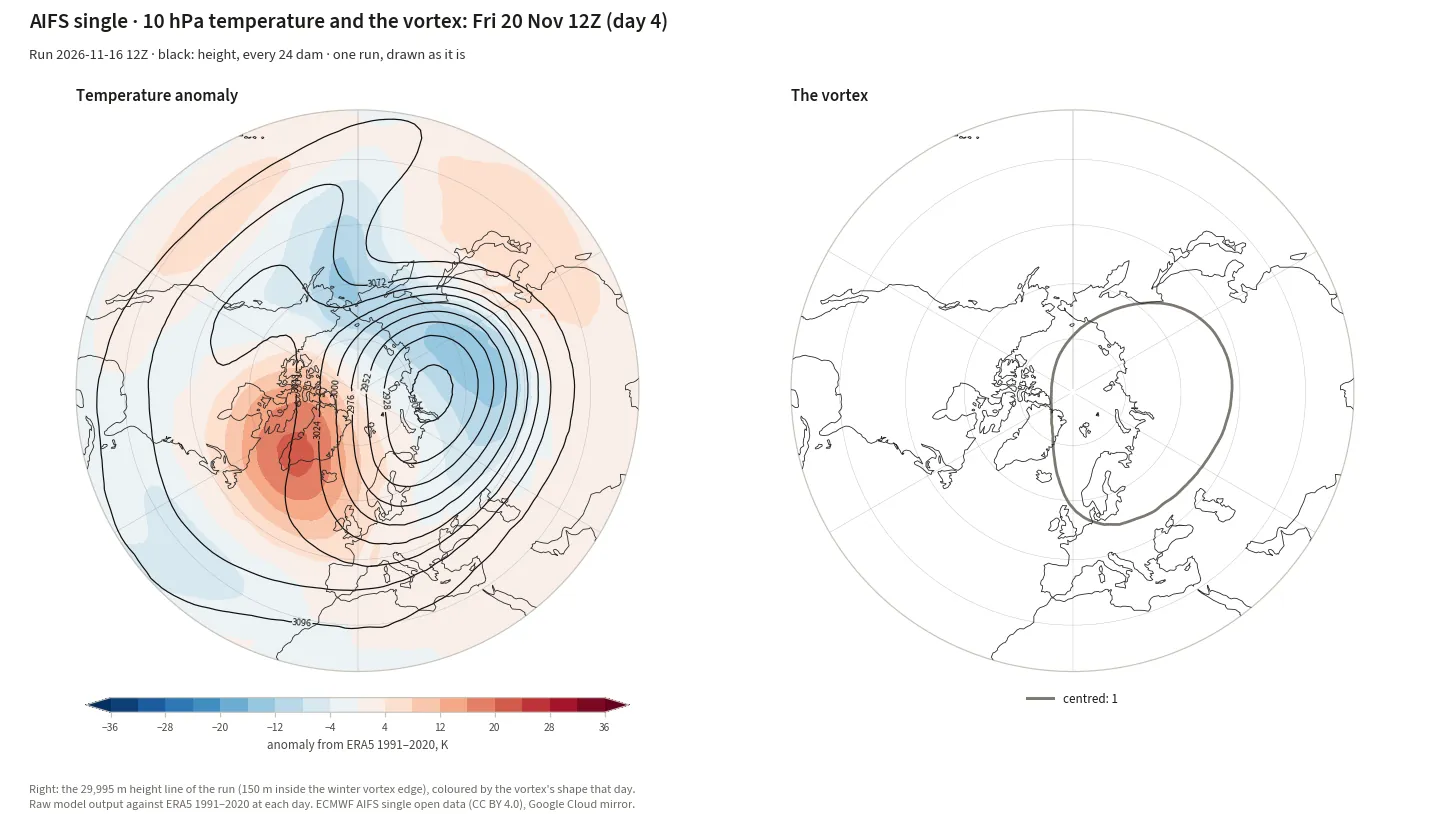 AIFS single · 10 hPa temperature and the vortex: Fri 20 Nov 12Z (day 4)
Run 2026-11-16 12Z · black: height, every 24 dam · one run, drawn as it is
Temperature anomaly
The vortex
3072
3000
2952
2976
2928
3024
3096
centred: 1
−36 −28 −20 −12 −4 4 12 20 28 36
anomaly from ERA5 1991–2020, K
Right: the 29,995 m height line of the run (150 m inside the winter vortex edge), coloured by the vortex's shape that day.
Raw model output against ERA5 1991–2020 at each day. ECMWF AIFS single open data (CC BY 4.0), Google Cloud mirror.